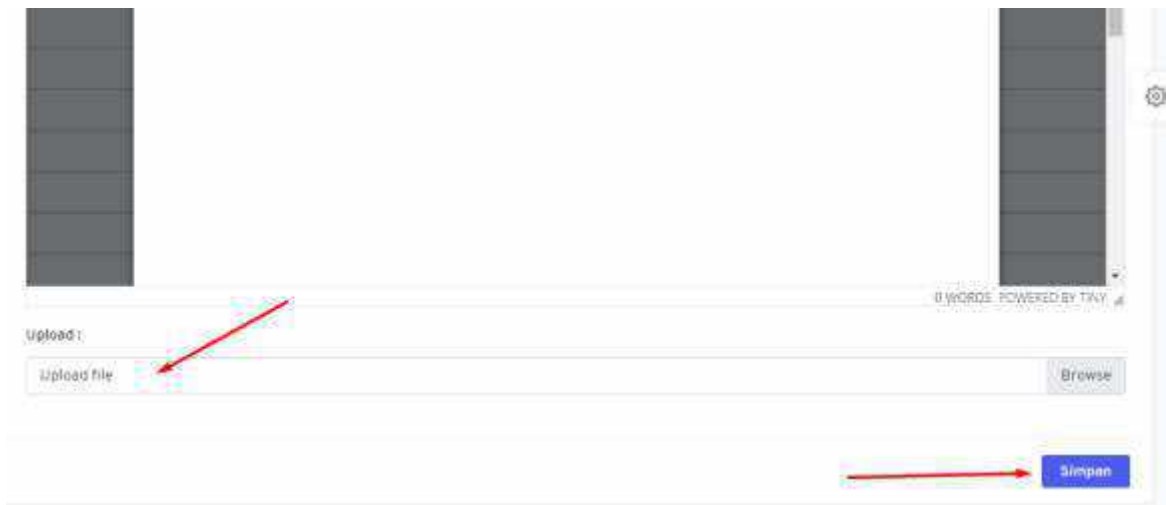 0 WORDS POWERED BY TINY
Upload :
Upload file
Browse
Simpan